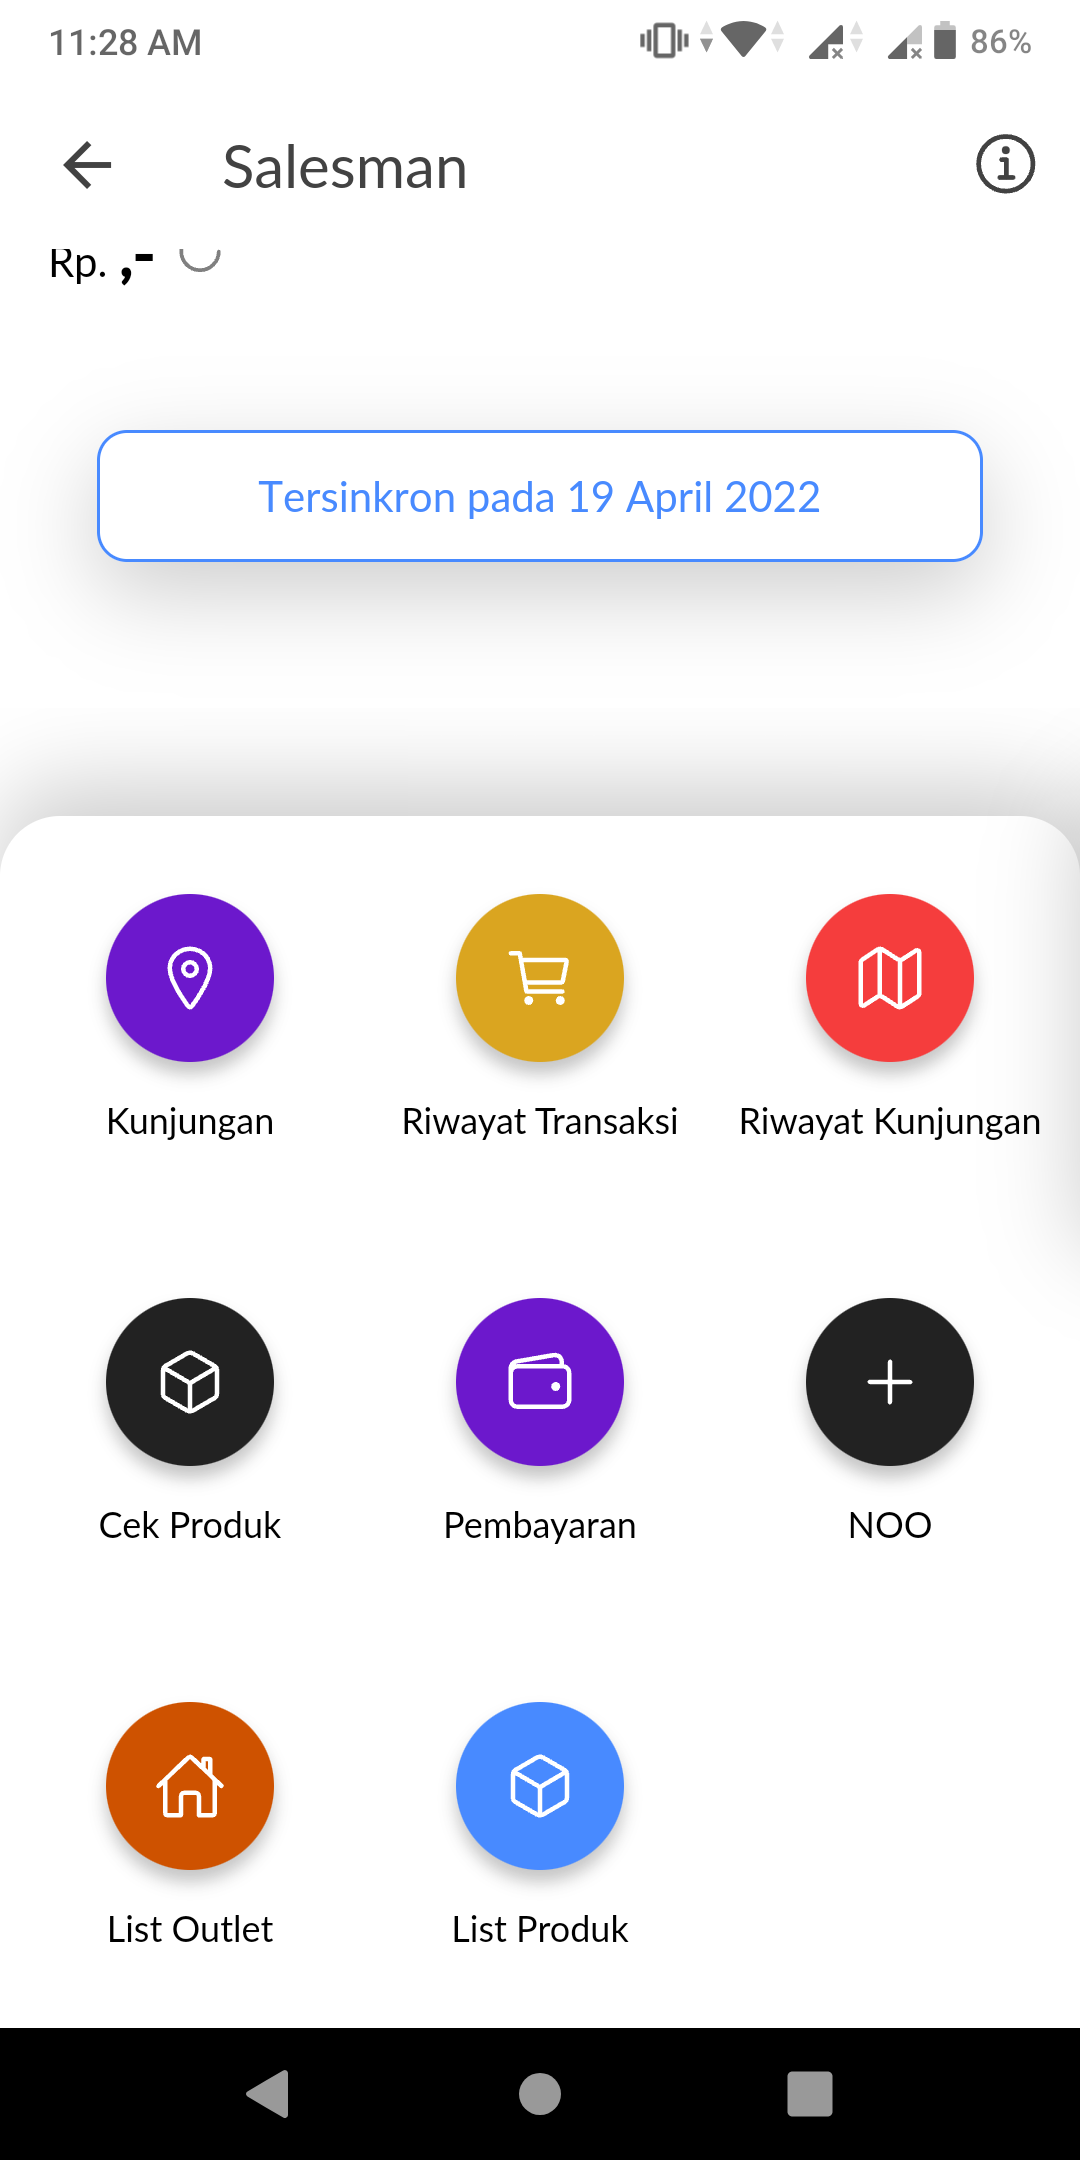 11:28 AM 86%
Salesman
Rp. ,-
Tersinkron pada 19 April 2022
Kunjungan Riwayat Transaksi Riwayat Kunjungan
Cek Produk Pembayaran NOO
List Outlet List Produk